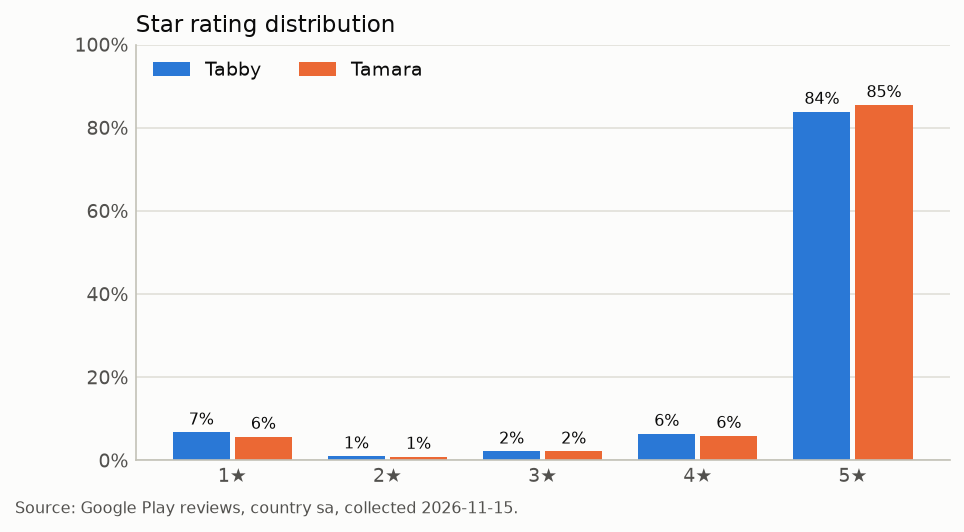 Star rating distribution
100%
Tabby Tamara
80%
60%
40%
20%
0%
7% 6% 1% 1% 2% 2% 6% 6% 84% 85%
1★ 2★ 3★ 4★ 5★
Source: Google Play reviews, country sa, collected 2026-11-15.